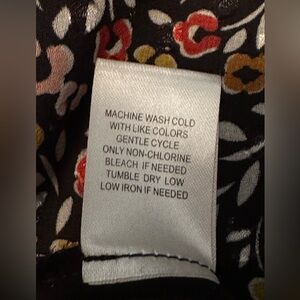 MACHINE WASH COLD
WITH LIKE COLORS
GENTLE CYCLE
ONLY NON-CHLORINE
BLEACH IF NEEDED
TUMBLE DRY LOW
LOW IRON IF NEEDED